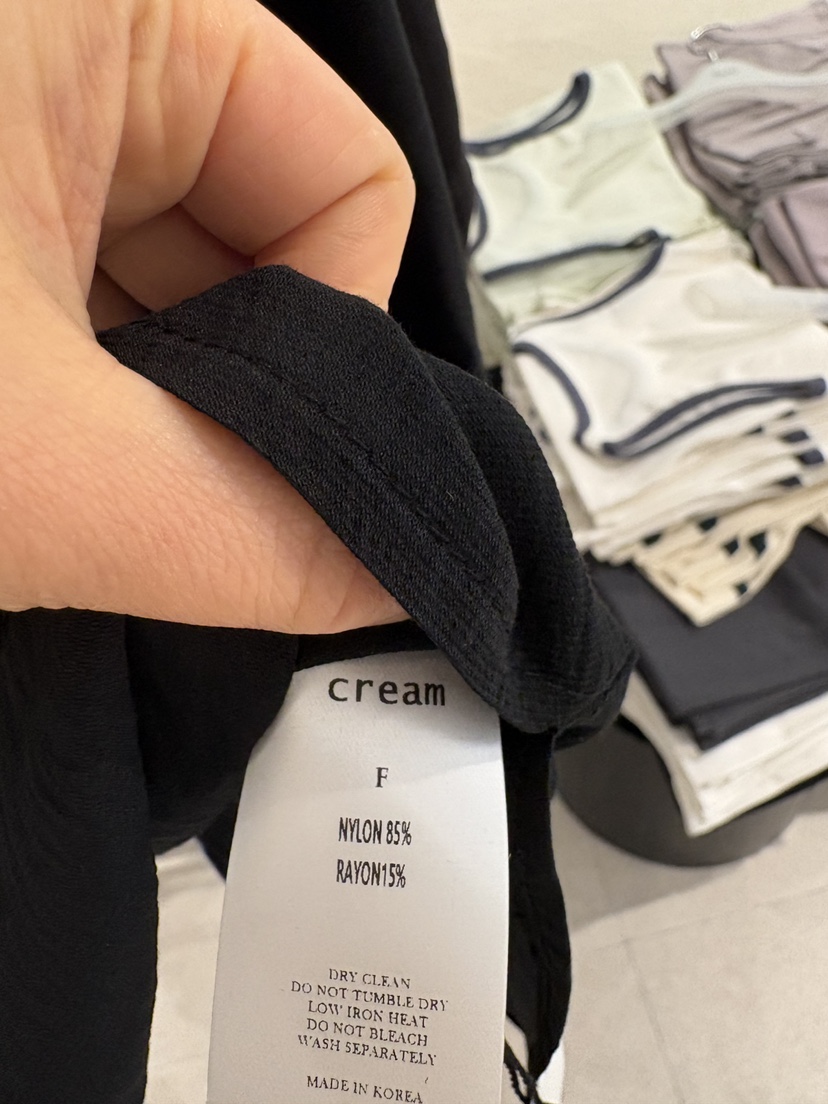 cream
F
NYLON 85%
RAYON15%
DRY CLEAN
DO NOT TUMBLE DRY
LOW IRON HEAT
DO NOT BLEACH
WASH SEPARATELY
MADE IN KOREA